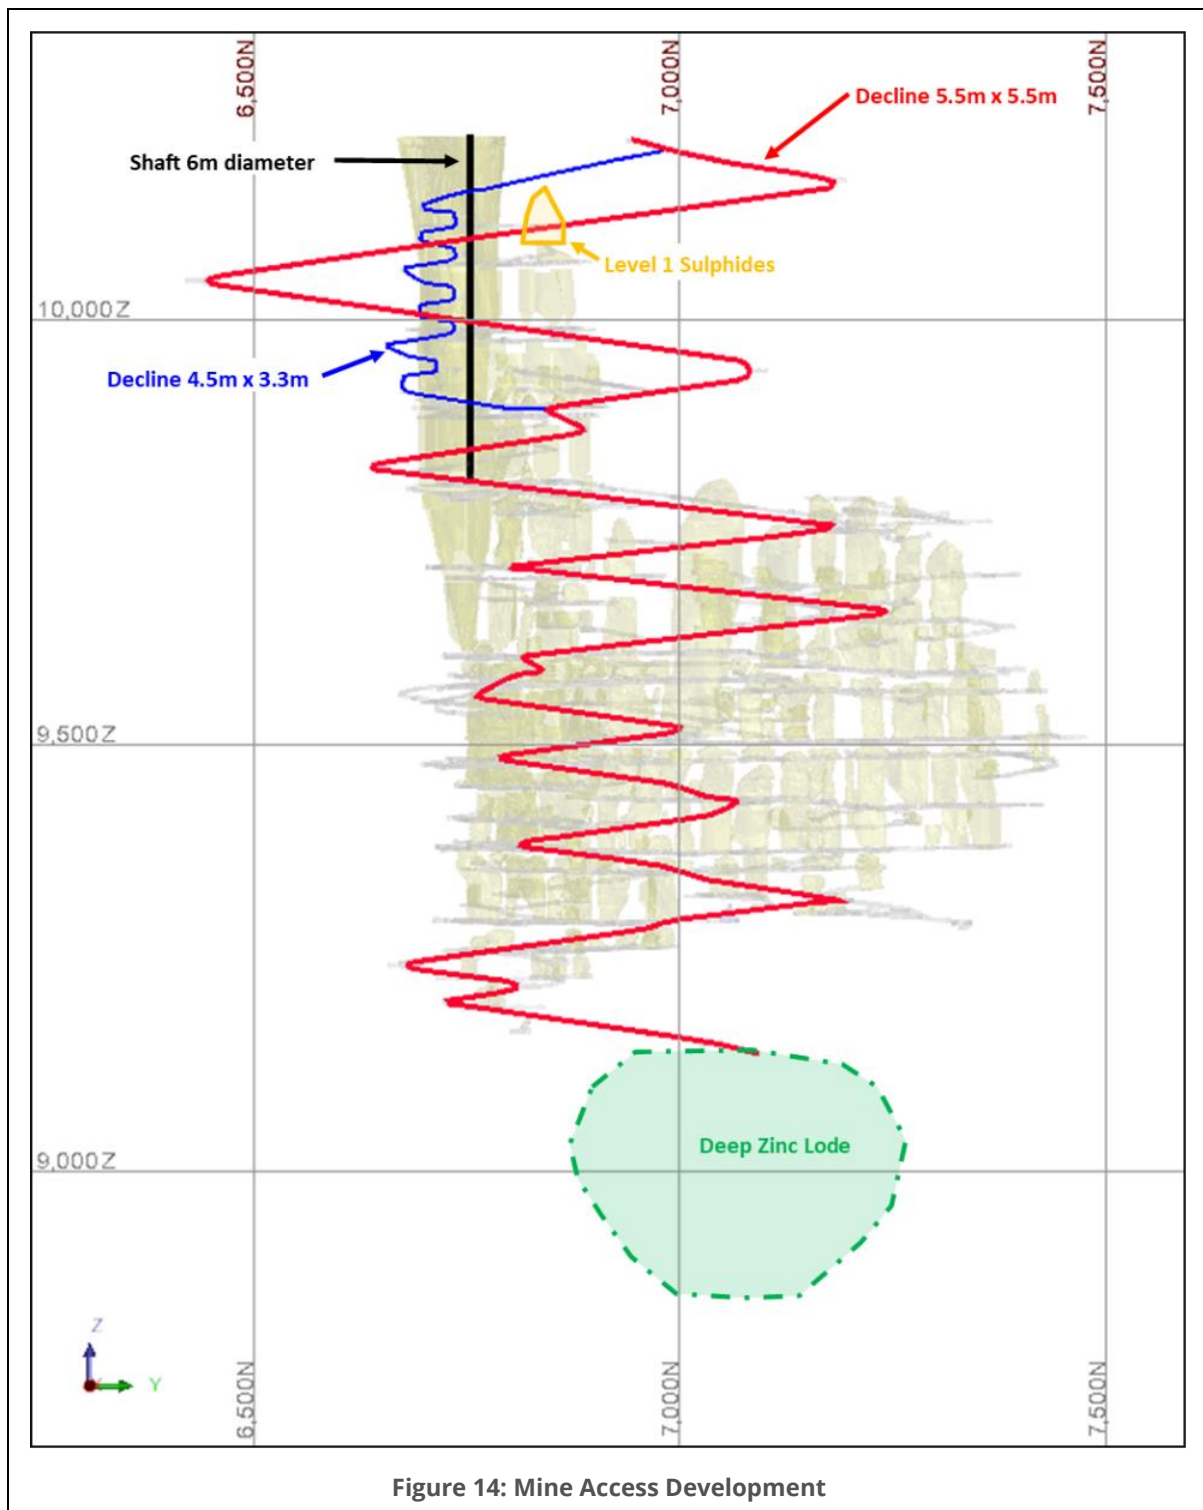 6,500N
7,000N
7,500N
Decline 5.5m x 5.5m
Shaft 6m diameter
Level 1 Sulphides
10,000Z
Decline 4.5m x 3.3m
9,500Z
Deep Zinc Lode
9,000Z
Z
Y
6,500N
7,000N
7,500N
Figure 14: Mine Access Development